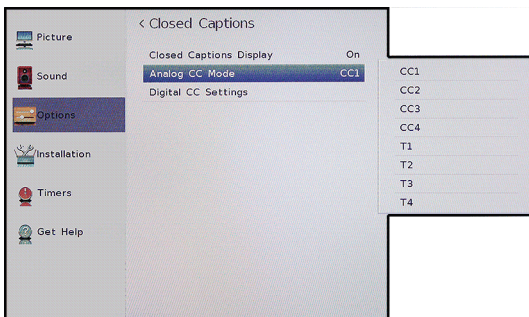 Picture
Sound
Options
Installation
Timers
Get Help
< Closed Captions
Closed Captions Display On
Analog CC Mode CC1
Digital CC Settings
CC1
CC2
CC3
CC4
T1
T2
T3
T4